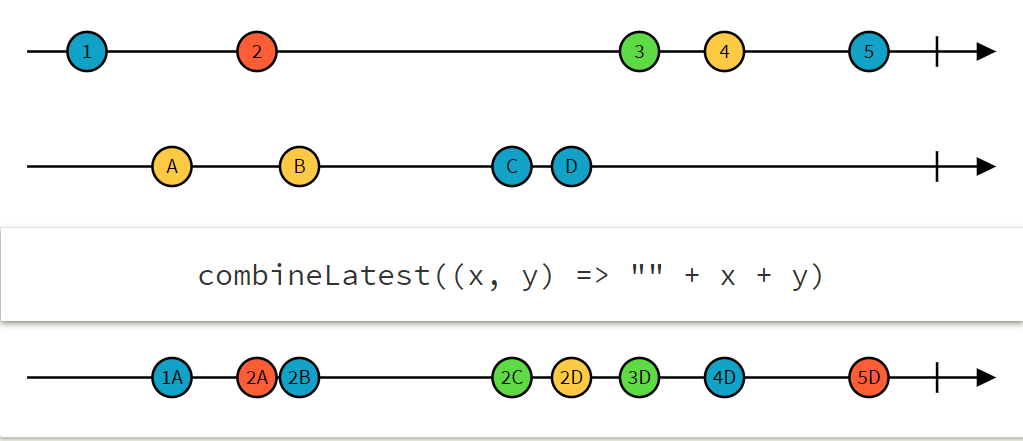 1 2 3 4 5
A B C D
combineLatest((x, y) => "" + x + y)
1A 2A 2B 2C 2D 3D 4D 5D